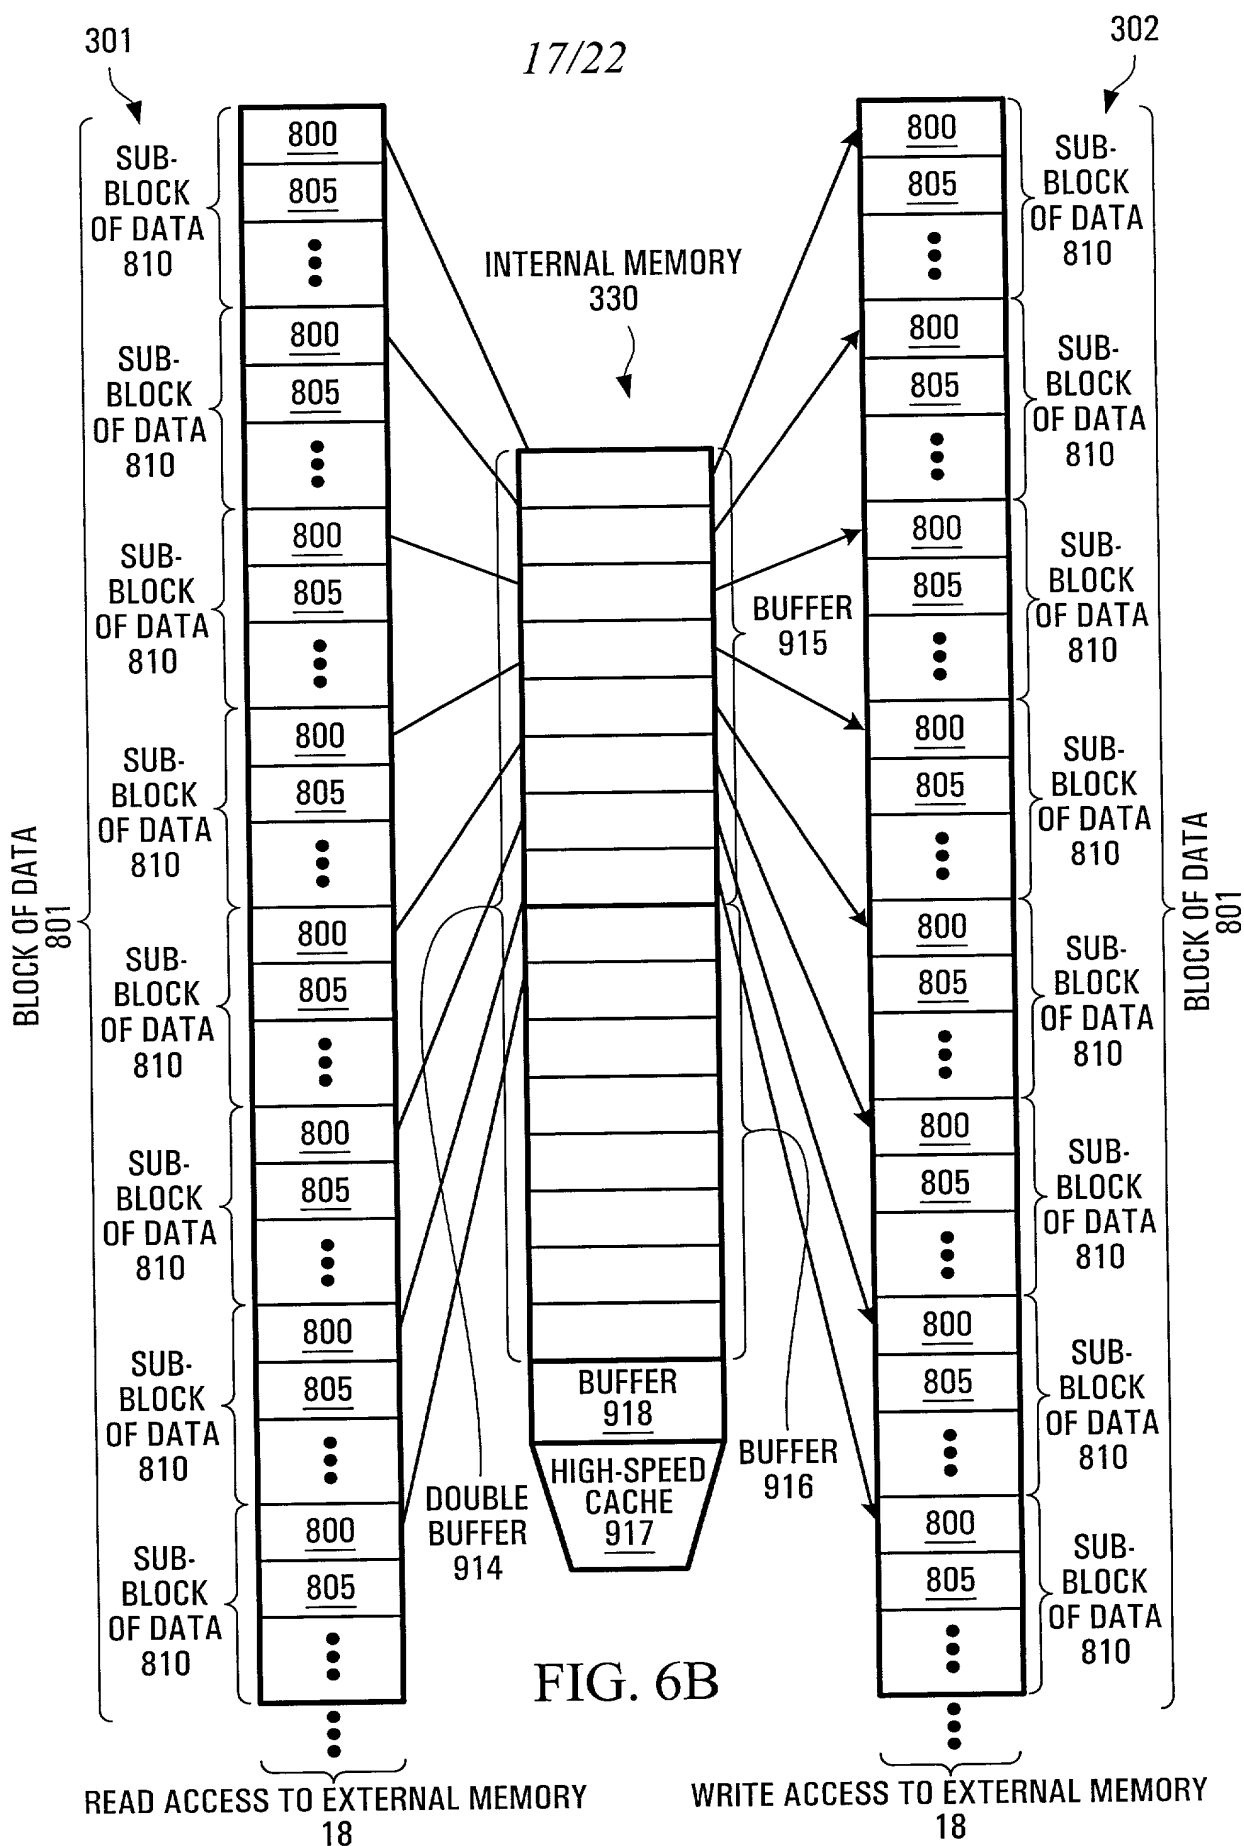 301
17/22
302
BLOCK OF DATA
801
SUB-
BLOCK
OF DATA
810
800
805
SUB-
BLOCK
OF DATA
810
800
805
SUB-
BLOCK
OF DATA
810
800
805
SUB-
BLOCK
OF DATA
810
800
805
SUB-
BLOCK
OF DATA
810
800
805
SUB-
BLOCK
OF DATA
810
800
805
SUB-
BLOCK
OF DATA
810
800
805
SUB-
BLOCK
OF DATA
810
800
805
READ ACCESS TO EXTERNAL MEMORY
18
INTERNAL MEMORY
330
BUFFER
915
BUFFER
918
HIGH-SPEED
CACHE
917
DOUBLE
BUFFER
914
BUFFER
916
800
805
SUB-
BLOCK
OF DATA
810
800
805
SUB-
BLOCK
OF DATA
810
800
805
SUB-
BLOCK
OF DATA
810
800
805
SUB-
BLOCK
OF DATA
810
800
805
SUB-
BLOCK
OF DATA
810
800
805
SUB-
BLOCK
OF DATA
810
800
805
SUB-
BLOCK
OF DATA
810
800
805
SUB-
BLOCK
OF DATA
810
BLOCK OF DATA
801
WRITE ACCESS TO EXTERNAL MEMORY
18
FIG. 6B